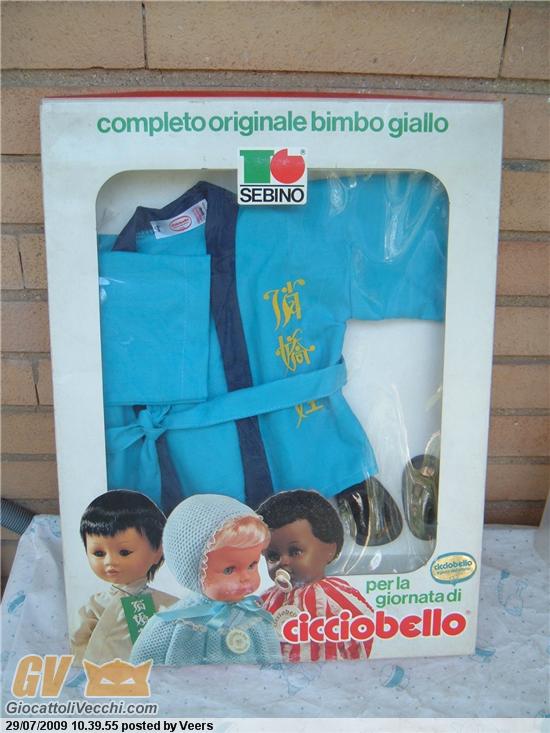 completo originale bimbo giallo
SEBINO
per la
giornata di
cicciobello
cicciobello
GV
GiocattoliVecchi.com
29/07/2009 10.39.55 posted by Veers